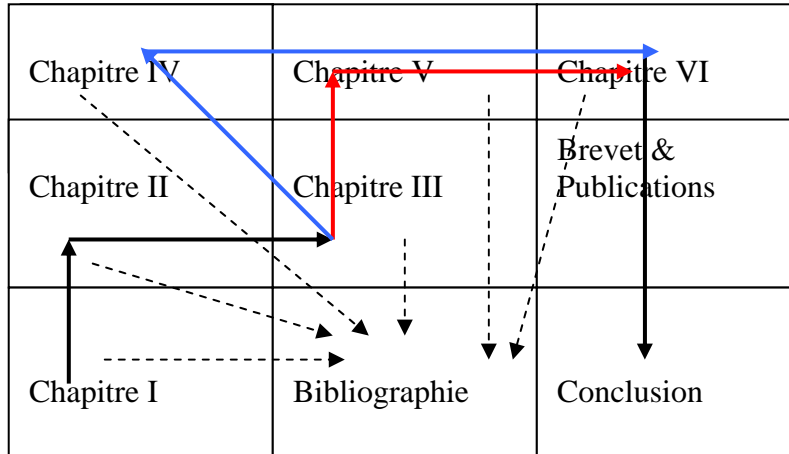 Chapitre IV
Chapitre V
Chapitre VI
Chapitre II
Chapitre III
Brevet &
Publications
Chapitre I
Bibliographie
Conclusion